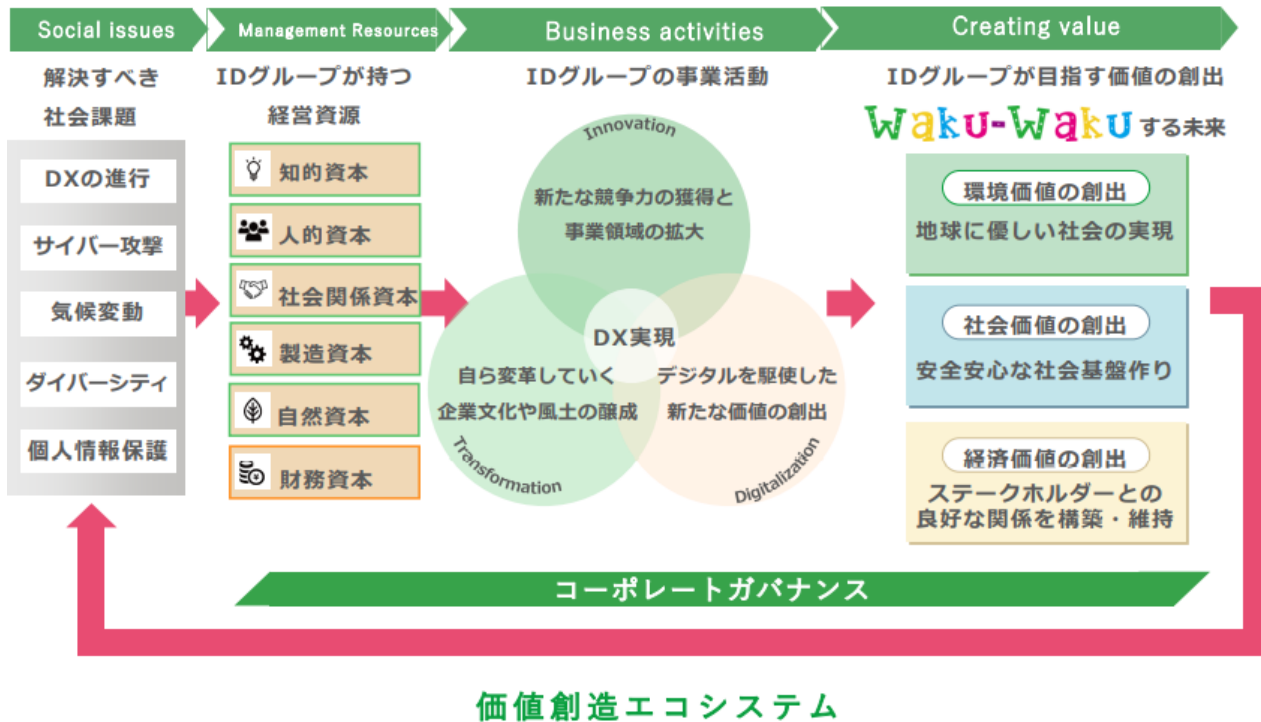 Social issues
Management Resources
Business activities
Creating value
解決すべき
社会課題
DXの進行
サイバー攻撃
気候変動
ダイバーシティ
個人情報保護
IDグループが持つ
経営資源
知的資本
人的資本
社会関係資本
製造資本
自然資本
財務資本
IDグループの事業活動
Innovation
新たな競争力の獲得と
事業領域の拡大
DX実現
自ら変革していく
企業文化や風土の醸成
Transformation
デジタルを駆使した
新たな価値の創出
Digitalization
IDグループが目指す価値の創出
Waku-Wakuする未来
環境価値の創出
地球に優しい社会の実現
社会価値の創出
安全安心な社会基盤作り
経済価値の創出
ステークホルダーとの
良好な関係を構築・維持
コーポレートガバナンス
価値創造エコシステム